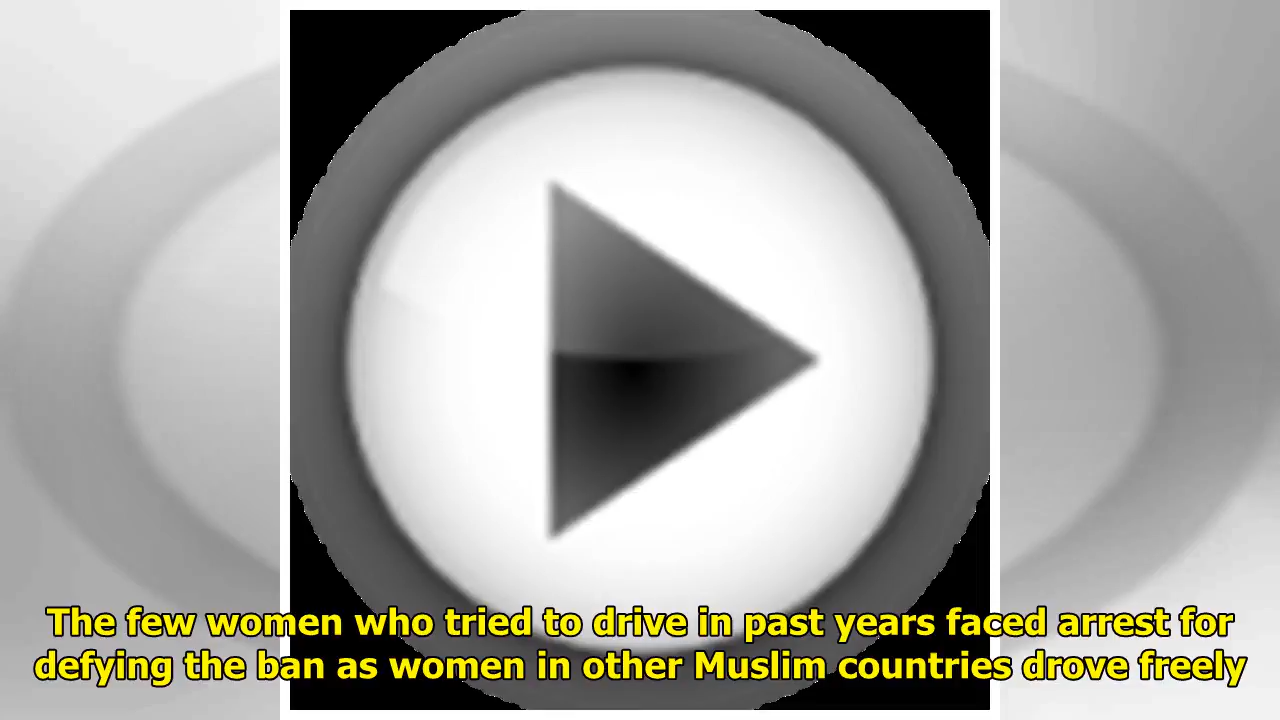 The few women who tried to drive in past years faced arrest for
defying the ban as women in other Muslim countries drove freely